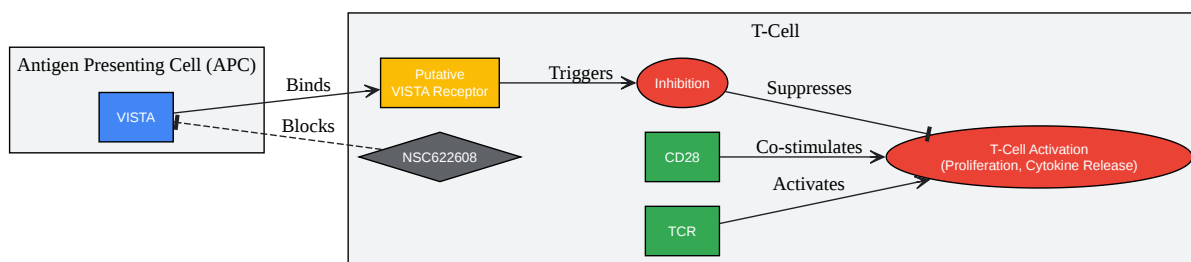 T-Cell
Antigen Presenting Cell (APC)
VISTA
Binds
Blocks
Putative
VISTA Receptor
NSC622608
Triggers
Inhibition
Suppresses
CD28
Co-stimulates
TCR
Activates
T-Cell Activation
(Proliferation, Cytokine Release)